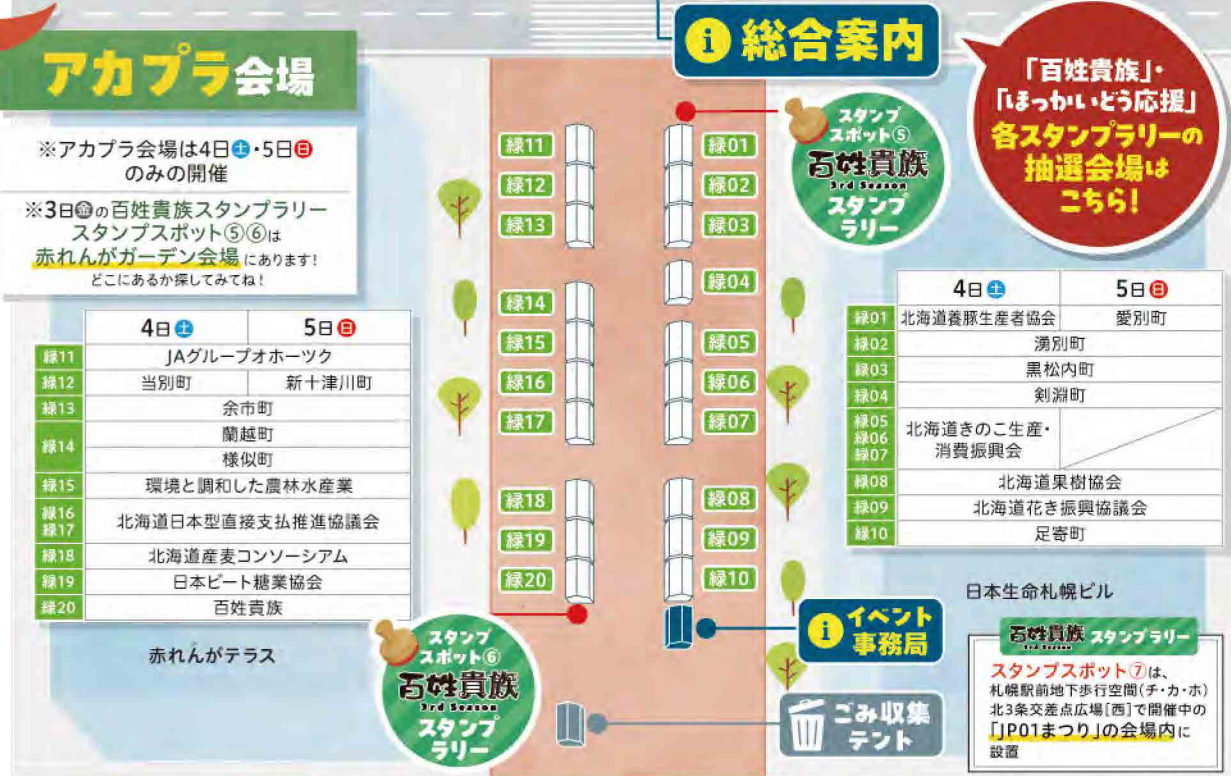 アカプラ会場
※アカプラ会場は4日土・5日日
のみの開催
※3日金の百姓貴族スタンプラリー
スタンプスポット⑤⑥は
赤れんがガーデン会場にあります!
どこにあるか探してみてね!
4日土 5日日
緑11 JAグループオホーツク
緑12 当別町 新十津川町
緑13 余市町
緑14 蘭越町
様似町
緑15 環境と調和した農林水産業
緑16
緑17 北海道日本型直接支払推進協議会
緑18 北海道産麦コンソーシアム
緑19 日本ビート糖業協会
緑20 百姓貴族
赤れんがテラス
i 総合案内
緑11
緑12
緑13
緑14
緑15
緑16
緑17
緑18
緑19
緑20
緑01
緑02
緑03
緑04
緑05
緑06
緑07
緑08
緑09
緑10
スタンプ
スポット⑤
百姓貴族
3rd Season
スタンプ
ラリー
「百姓貴族」・
「ほっかいどう応援」
各スタンプラリーの
抽選会場は
こちら!
4日土 5日日
緑01 北海道養豚生産者協会 愛別町
緑02 湧別町
緑03 黒松内町
緑04 剣淵町
緑05
緑06
緑07
北海道きのこ生産・
消費振興会
緑08 北海道果樹協会
緑09 北海道花き振興協議会
緑10 足寄町
日本生命札幌ビル
スタンプ
スポット⑥
百姓貴族
3rd Season
スタンプ
ラリー
i イベント
事務局
ごみ収集
テント
百姓貴族 スタンプラリー
3rd Season
スタンプスポット⑦は、
札幌駅前地下歩行空間(チ・カ・ホ)
北3条交差点広場[西]で開催中の
「JP01まつり」の会場内に
設置